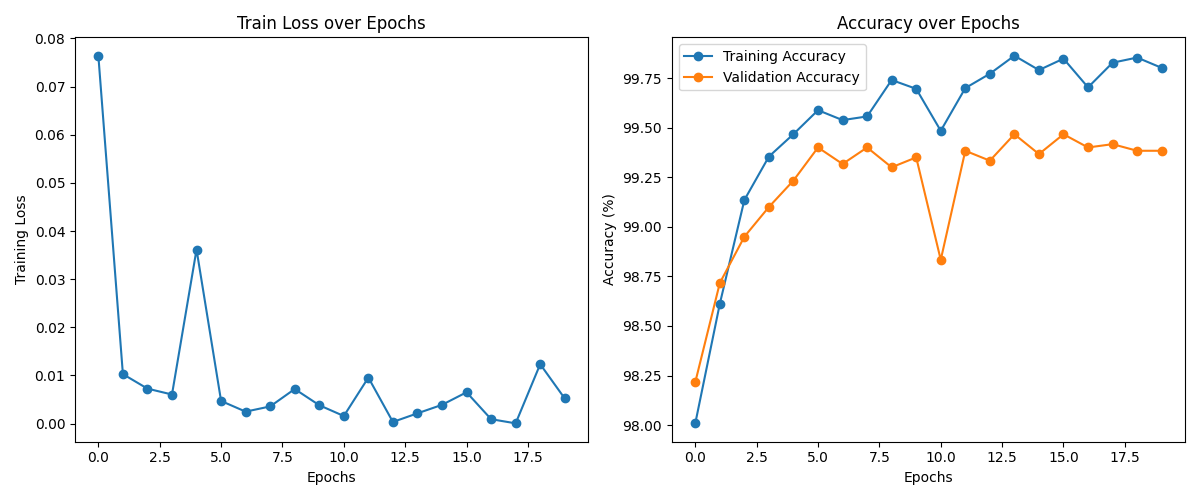 Train Loss over Epochs
0.08
0.07
0.06
0.05
0.04
0.03
0.02
0.01
0.00
Training Loss
0.0 2.5 5.0 7.5 10.0 12.5 15.0 17.5
Epochs
Accuracy over Epochs
Training Accuracy
Validation Accuracy
99.75
99.50
99.25
99.00
98.75
98.50
98.25
98.00
Accuracy (%)
0.0 2.5 5.0 7.5 10.0 12.5 15.0 17.5
Epochs